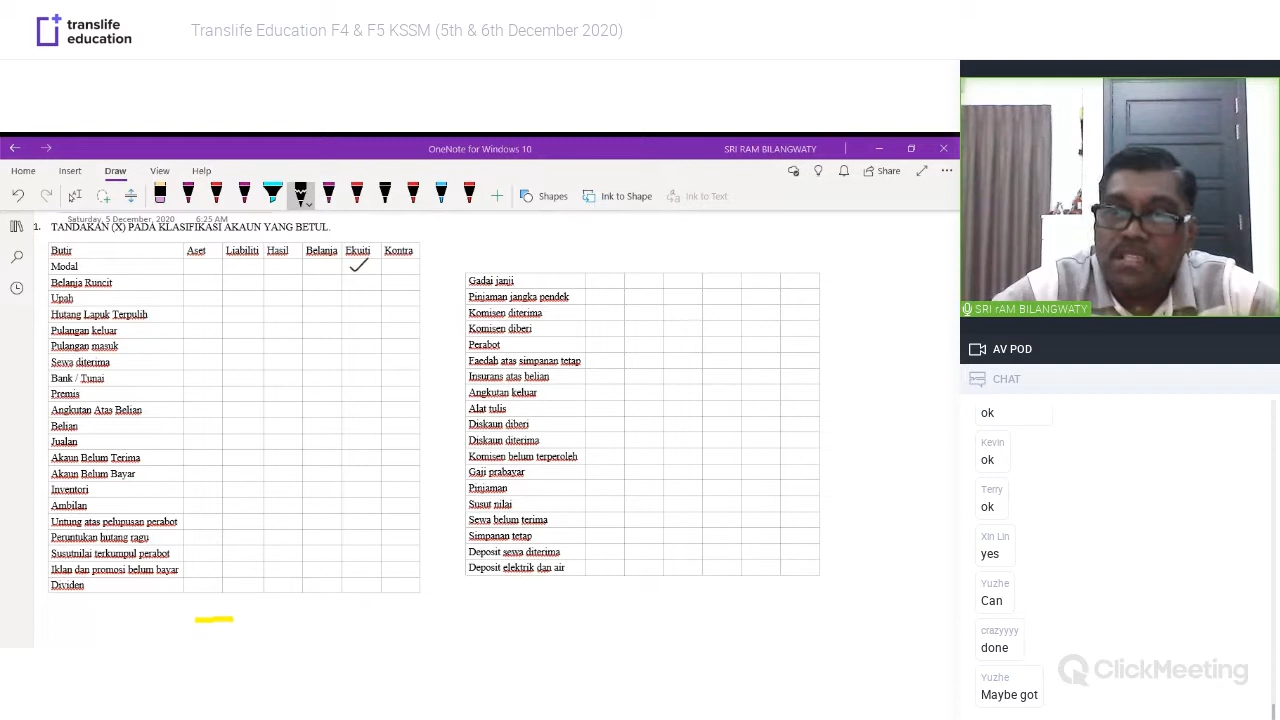 translife
education
Translife Education F4 & F5 KSSM (5th & 6th December 2020)
OneNote for Windows 10
SRI RAM BILANGWATY
Home Insert Draw View Help
Share
Shapes
Ink to Shape
Ink to Text
Saturday, 5 December, 2020 6:25 AM
1. TANDAKAN (X) PADA KLASIFIKASI AKAUN YANG BETUL.
Butir Aset Liabiliti Hasil Belanja Ekuiti Kontra
Modal
Belanja Runcit
Upah
Hutang Lapuk Terpulih
Pulangan keluar
Pulangan masuk
Sewa diterima
Bank / Tunai
Premis
Angkutan Atas Belian
Belian
Jualan
Akaun Belum Terima
Akaun Belum Bayar
Inventori
Ambilan
Untung atas pelupusan perabot
Peruntukan hutang ragu
Susutnilai terkumpul perabot
Iklan dan promosi belum bayar
Dividen
Gadai janji
Pinjaman jangka pendek
Komisen diterima
Komisen diberi
Perabot
Faedah atas simpanan tetap
Insurans atas belian
Angkutan keluar
Alat tulis
Diskaun diberi
Diskaun diterima
Komisen belum terperoleh
Gaji prabayar
Pinjaman
Susut nilai
Sewa belum terima
Simpanan tetap
Deposit sewa diterima
Deposit elektrik dan air
SRI rAM BILANGWATY
AV POD
CHAT
ok
Kevin
ok
Terry
ok
Xin Lin
yes
Yuzhe
Can
crazyyyy
done
Yuzhe
Maybe got
ClickMeeting